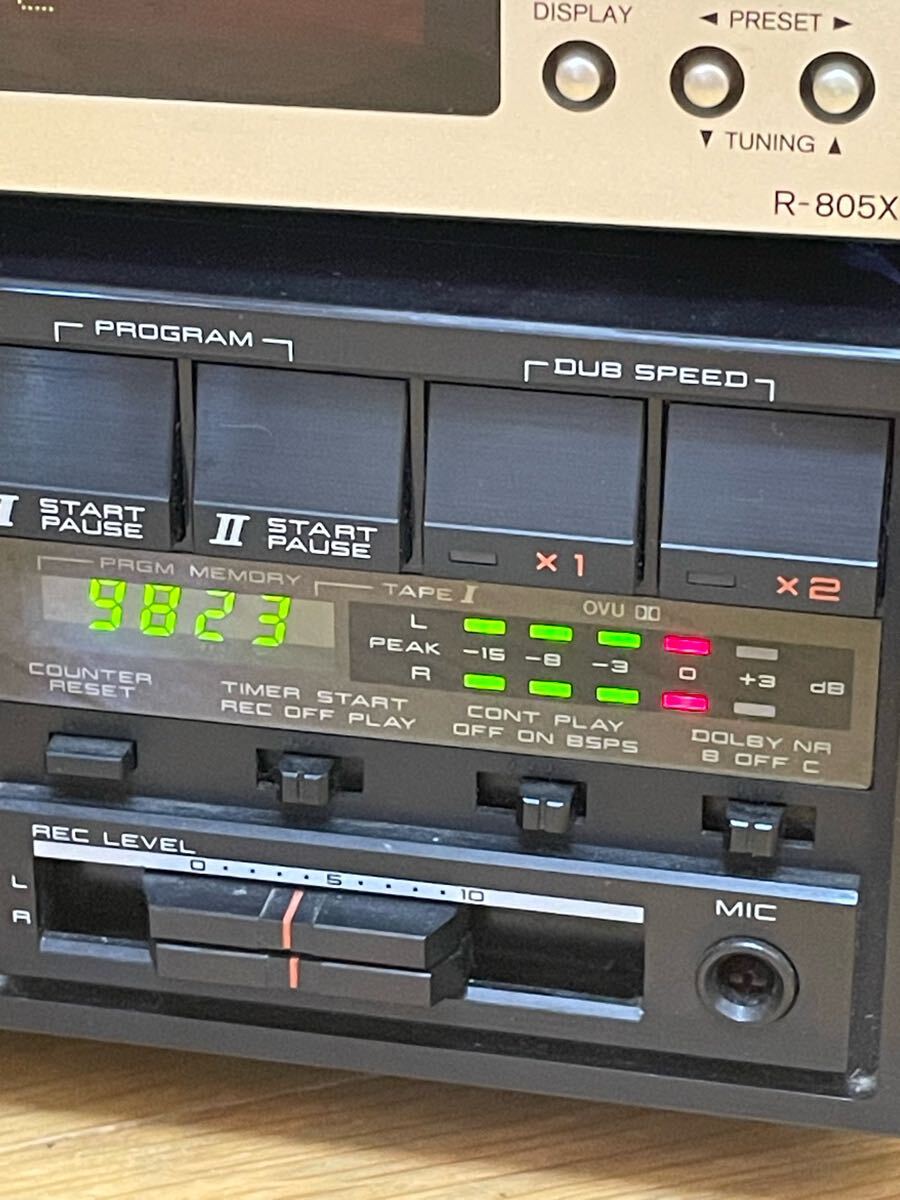 DISPLAY
◄ PRESET ►
▼ TUNING ▲
R-805X
PROGRAM
DUB SPEED
I START PAUSE
II START PAUSE
×1
×2
PRGM MEMORY
TAPE I
9823
L
PEAK
R
0VU
-15 -8 -3 0 +3 dB
COUNTER
RESET
TIMER START
REC OFF PLAY
CONT PLAY
OFF ON BSPS
DOLBY NR
B OFF C
REC LEVEL
0 5 10
L
R
MIC